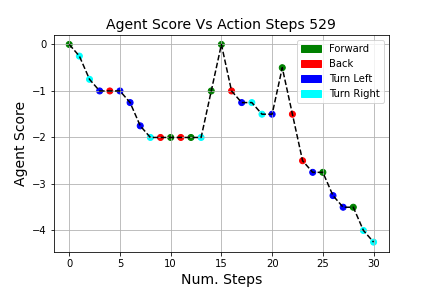 Agent Score Vs Action Steps 529
Agent Score
0
−1
−2
−3
−4
Forward
Back
Turn Left
Turn Right
0 5 10 15 20 25 30
Num. Steps